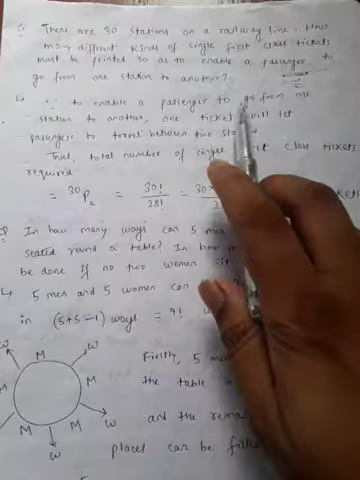 Q There are 30 stations on a railway line. How
many different kinds of single first class tickets
must be printed so as to enable a passenger to
go from one station to another?
↳ ∵ to enable a passenger to go from one
station to another, one ticket will let
passengers to travel between two
Thus, total number of single class tickets
required
= ³⁰P₂ = 30!/28! =
In how many ways can 5
seated round a table? In how
be done if no two women
↳ 5 men and 5 women can
in (5+5-1) ways = 9!
Firstly, 5
the table in
and the
places can be
M
W
M
W
M
M
M
W